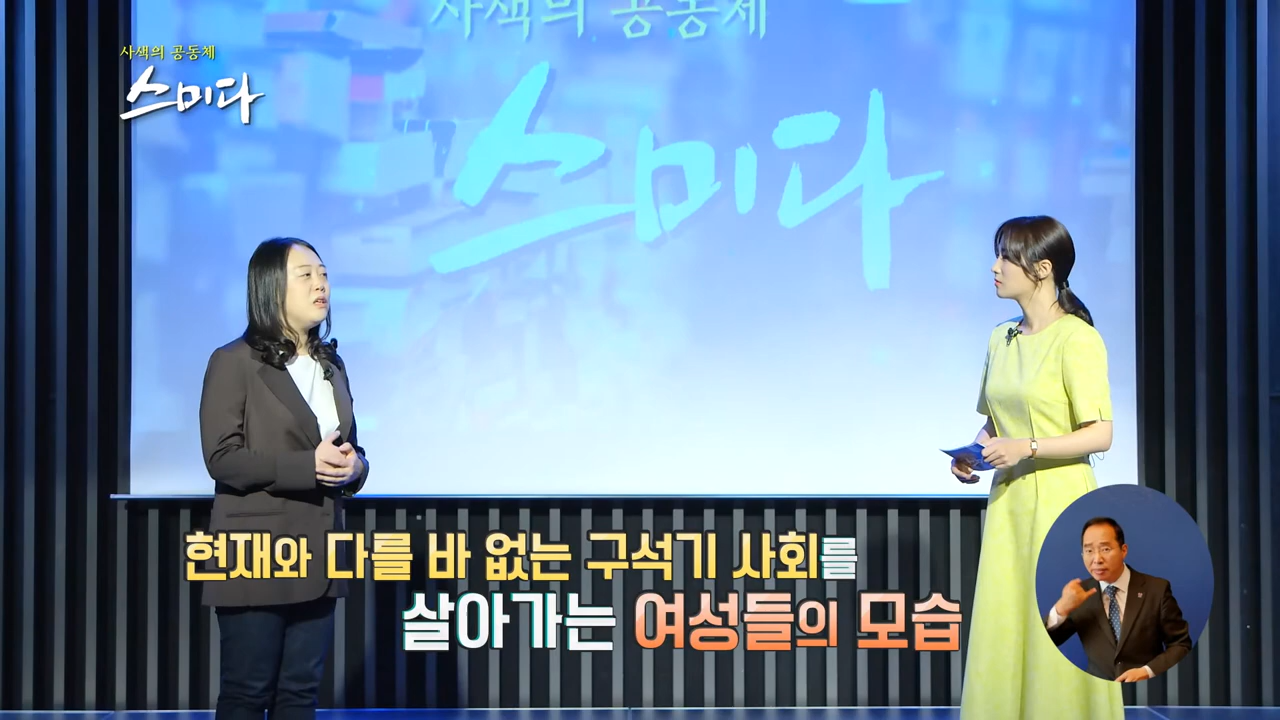 사색의 공동체
스미다
사색의 공동체
스미다
현재와 다를 바 없는 구석기 사회를
살아가는 여성들의 모습